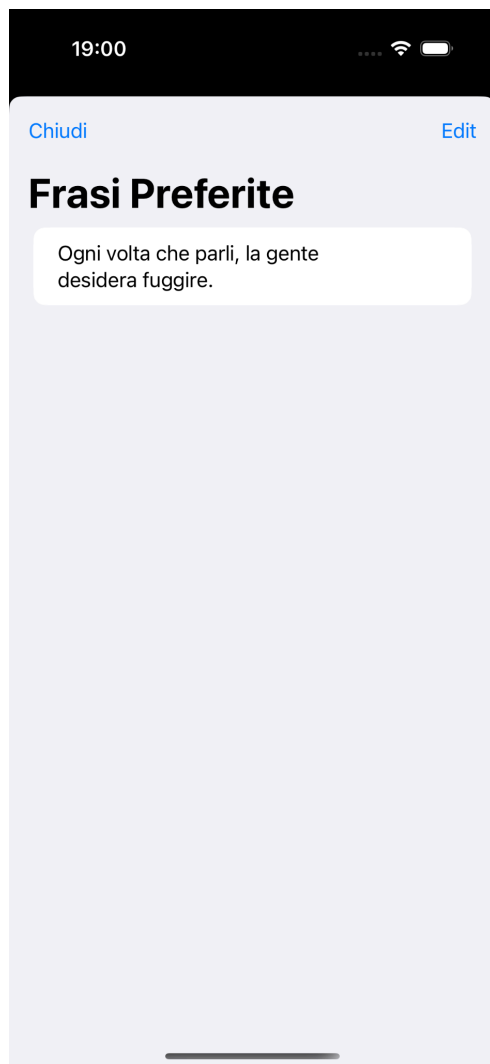 19:00
Chiudi
Edit
Frasi Preferite
Ogni volta che parli, la gente
desidera fuggire.